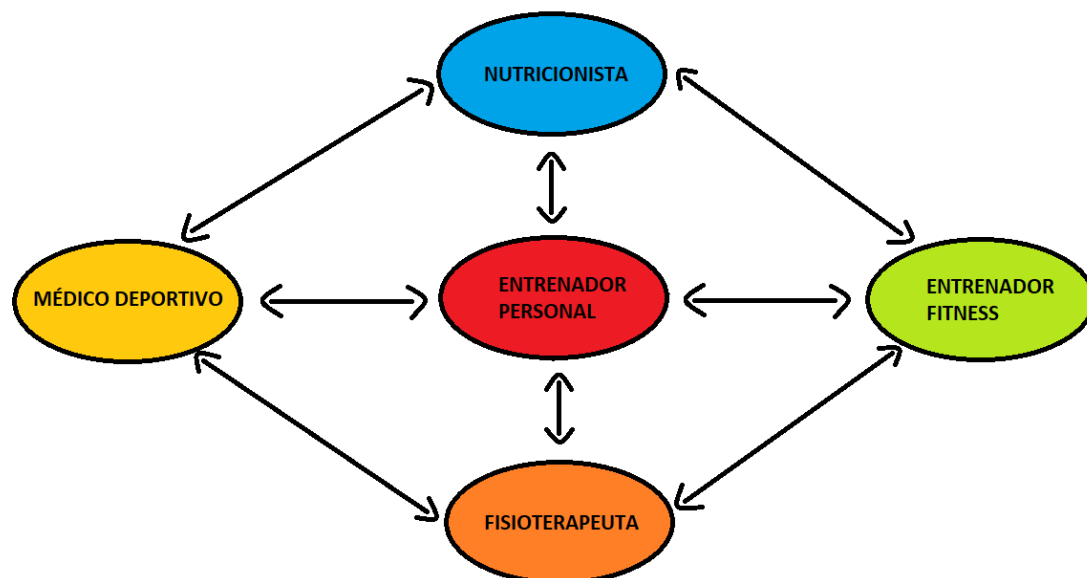 NUTRICIONISTA
MÉDICO DEPORTIVO
ENTRENADOR
PERSONAL
ENTRENADOR
FITNESS
FISIOTERAPEUTA